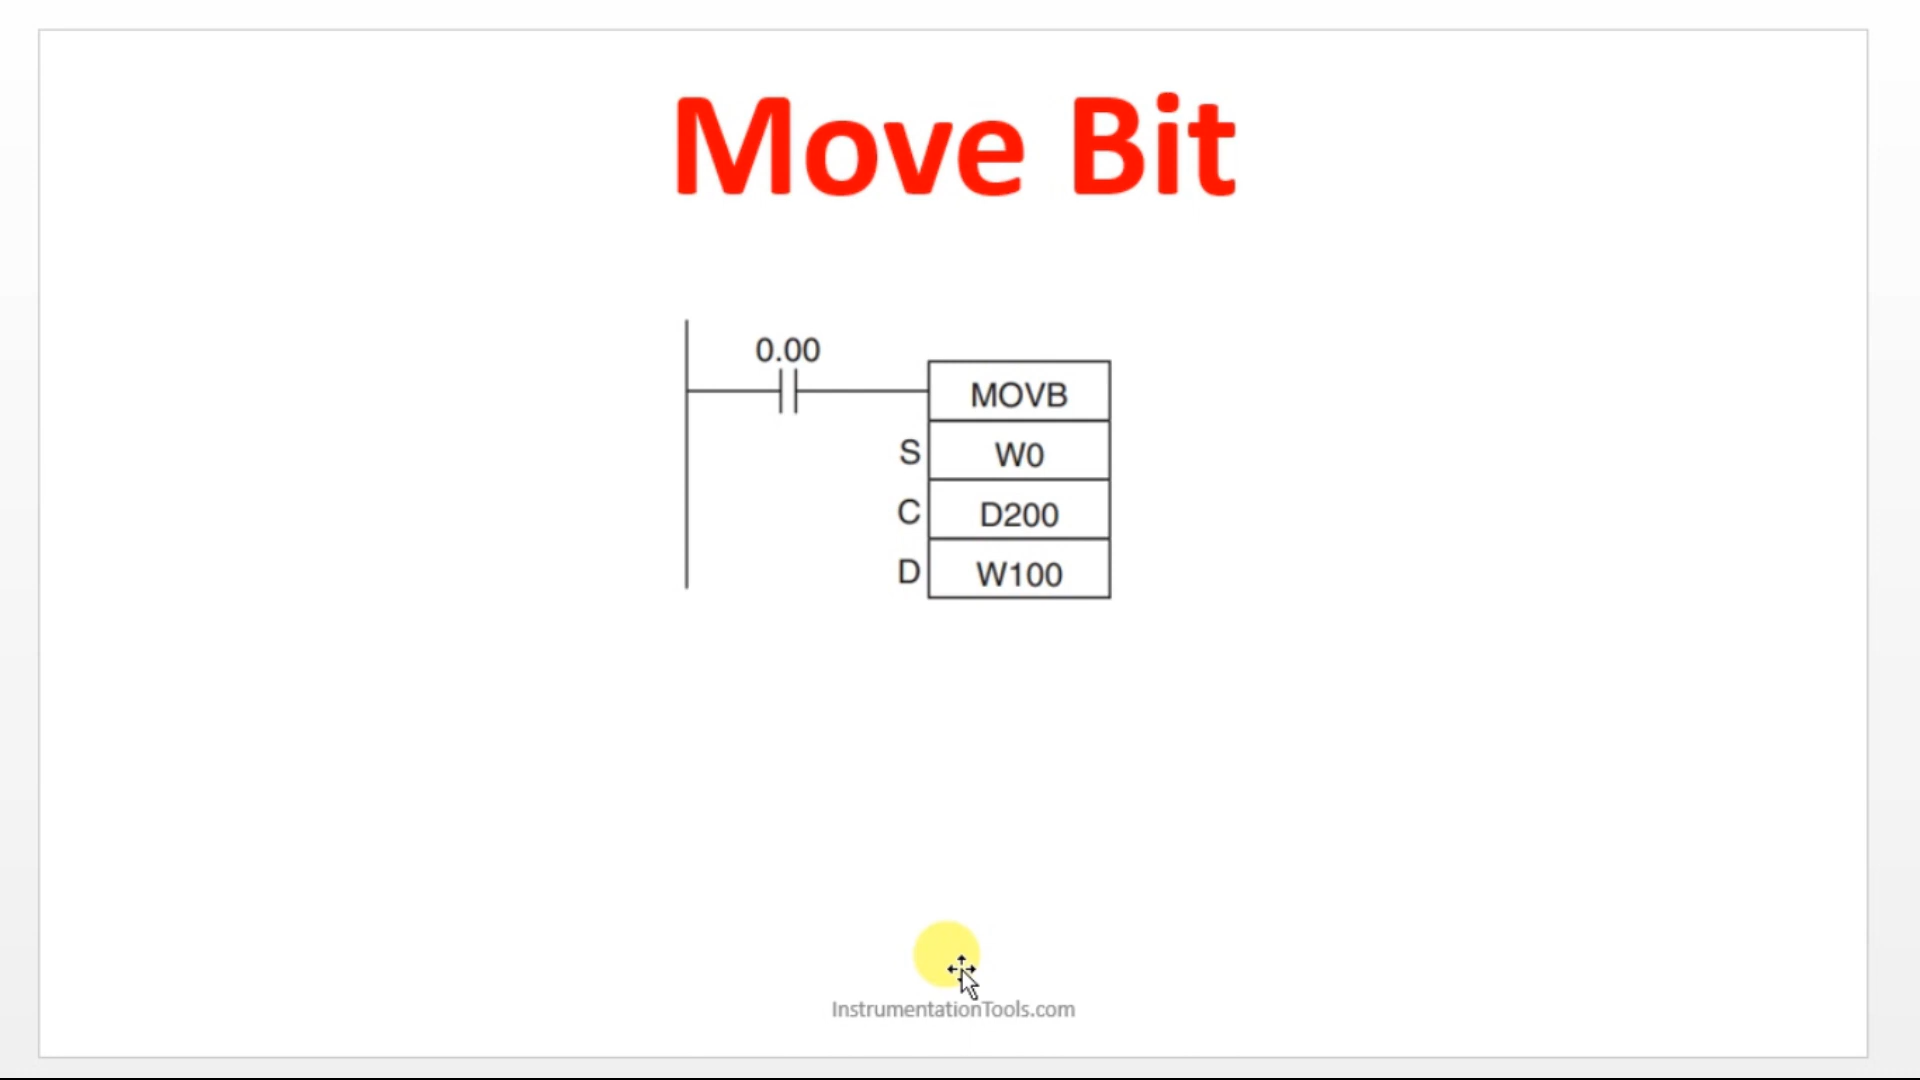 Move Bit
0.00
MOVB
S W0
C D200
D W100
InstrumentationTools.com